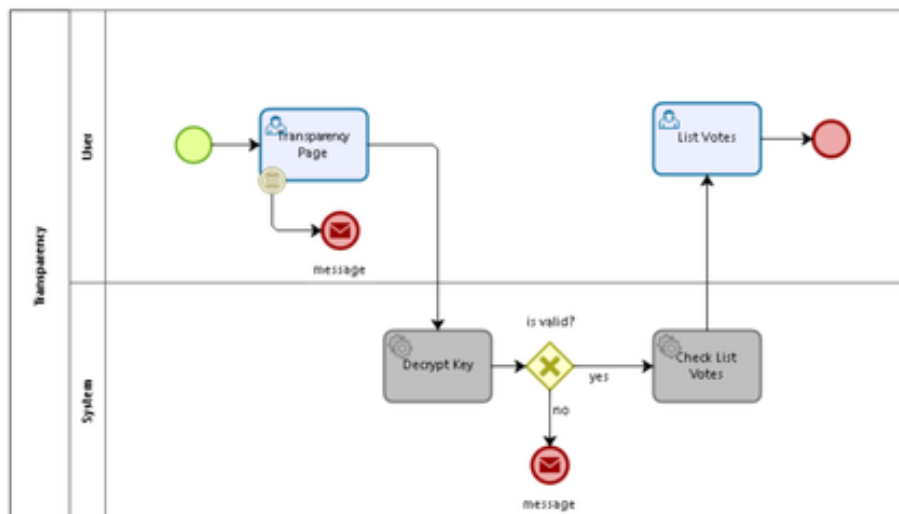 Transparency
User
Transparency
Page
message
List Votes
System
Decrypt Key
is valid?
yes
no
message
Check List
Votes